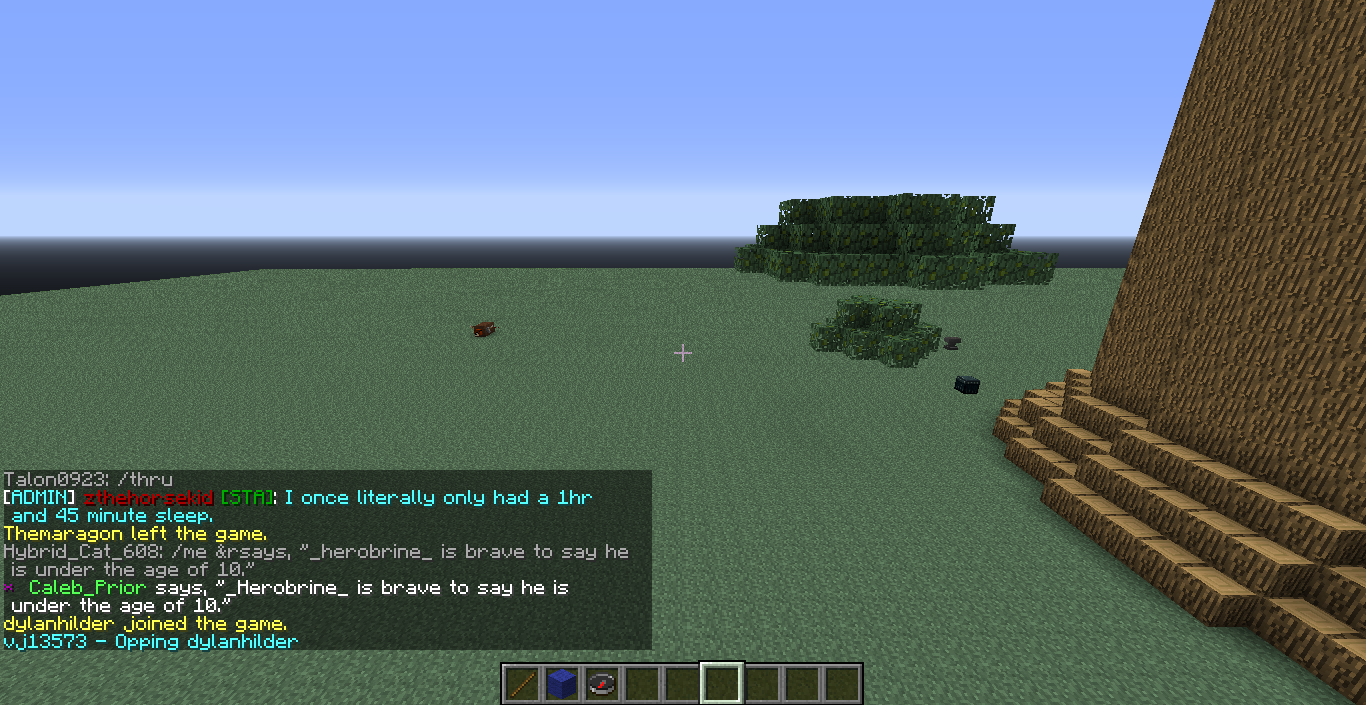 Talon0923: /thru
[ADMIN] zthehorsekid [STA]: I once literally only had a 1hr
and 45 minute sleep.
Themaragon left the game.
Hybrid_Cat_608: /me &rsays, "_herobrine_ is brave to say he
is under the age of 10."
* Caleb_Prior says, "_Herobrine_ is brave to say he is
under the age of 10."
dylanhilder joined the game.
vj13573 - Opping dylanhilder